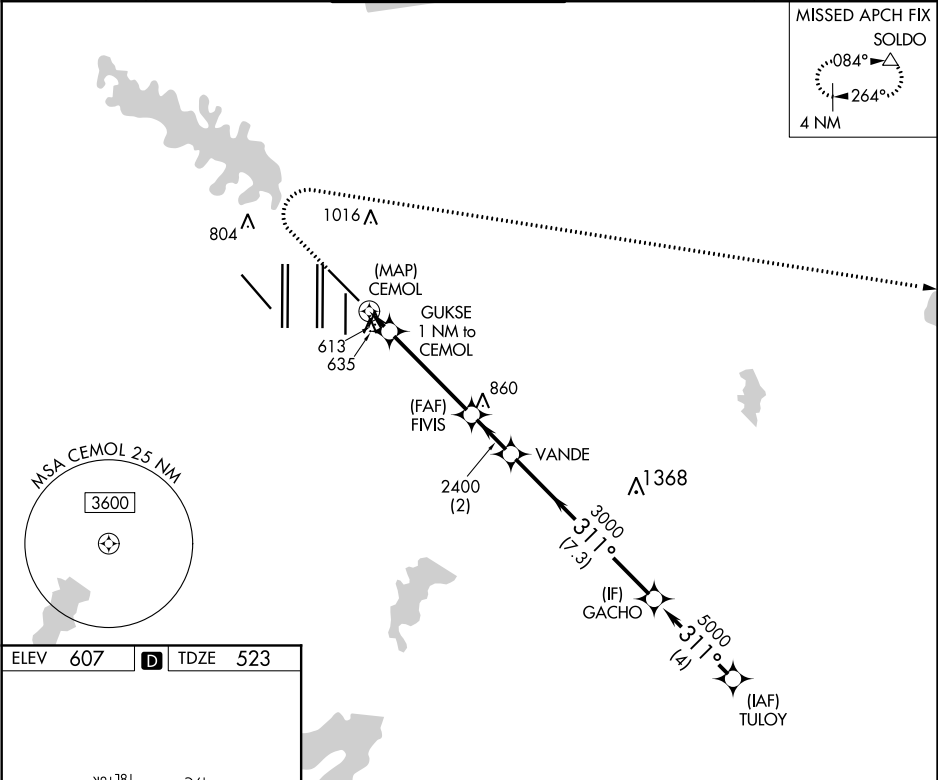 MISSED APCH FIX
SOLDO
084°
264°
4 NM
804
1016
(MAP)
CEMOL
GUKSE
1 NM to
CEMOL
613
635
860
(FAF)
FIVIS
VANDE
2400
(2)
1368
MSA CEMOL 25 NM
3600
3000
311°
(7.3)
(IF)
GACHO
5000
311°
(4)
(IAF)
TULOY
ELEV 607 D TDZE 523